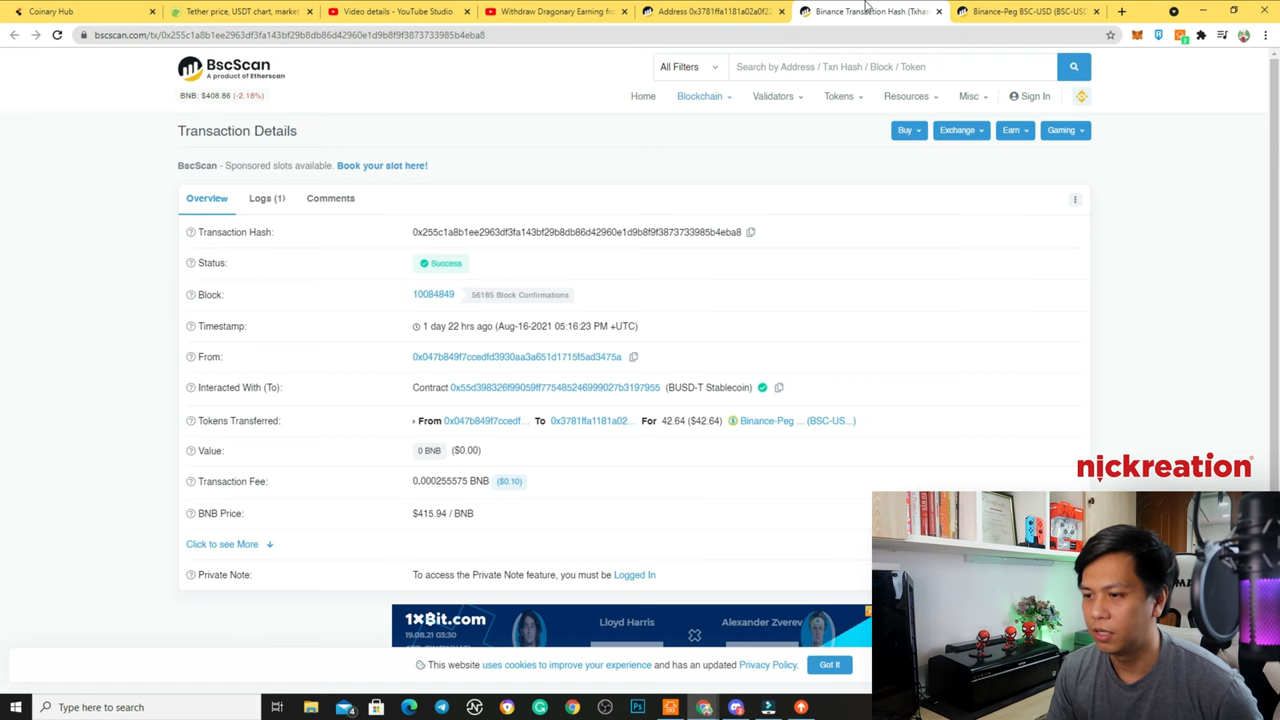 Coinary Hub
Tether price, USDT chart, market
Video details - YouTube Studio
Withdraw Dragonary Earning fro
Address 0x3781ffa1181a02a0f2
Binance Transaction Hash (Txha
Binance-Peg BSC-USD (BSC-US
bscscan.com/tx/0x255c1a8b1ee2963df3fa143bf29b8db86d42960e1d9b8f9f3873733985b4eba8
BscScan
A product of Etherscan
All Filters
Search by Address / Txn Hash / Block / Token
BNB: $408.86 (-2.18%)
Home
Blockchain
Validators
Tokens
Resources
Misc
Sign In
Transaction Details
Buy
Exchange
Earn
Gaming
BscScan - Sponsored slots available. Book your slot here!
Overview
Logs (1)
Comments
Transaction Hash:
0x255c1a8b1ee2963df3fa143bf29b8db86d42960e1d9b8f9f3873733985b4eba8
Status:
Success
Block:
10084849
56185 Block Confirmations
Timestamp:
1 day 22 hrs ago (Aug-16-2021 05:16:23 PM +UTC)
From:
0x047b849f7ccedfd3930aa3a651d1715f5ad3475a
Interacted With (To):
Contract 0x55d398326f99059ff775485246999027b3197955 (BUSD-T Stablecoin)
Tokens Transferred:
From 0x047b849f7ccedf... To 0x3781ffa1181a02... For 42.64 ($42.64) Binance-Peg ... (BSC-US...)
Value:
0 BNB ($0.00)
Transaction Fee:
0.000255575 BNB ($0.10)
BNB Price:
$415.94 / BNB
nickreation
Click to see More
Private Note:
To access the Private Note feature, you must be Logged In
1XBit.com
19.08.21 03:30
Lloyd Harris
Alexander Zverev
This website uses cookies to improve your experience and has an updated Privacy Policy.
Got It
Type here to search